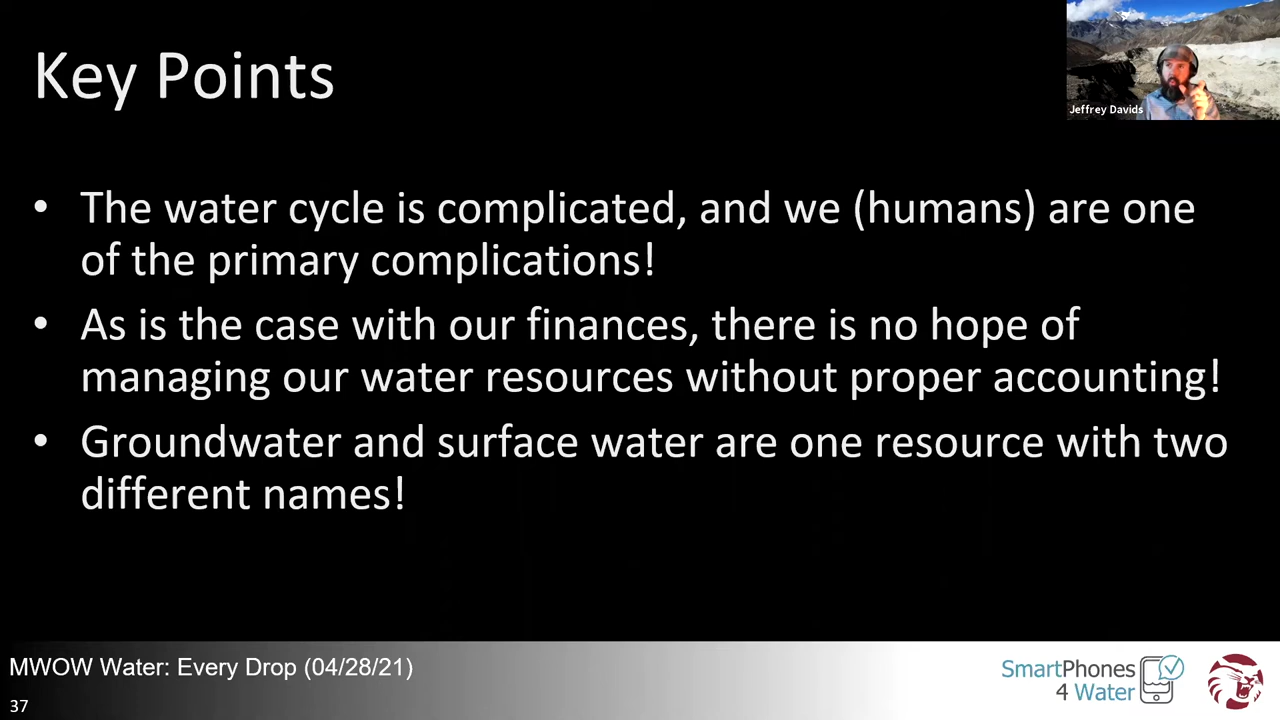 Key Points
Jeffrey Davids
• The water cycle is complicated, and we (humans) are one
of the primary complications!
• As is the case with our finances, there is no hope of
managing our water resources without proper accounting!
• Groundwater and surface water are one resource with two
different names!
MWOW Water: Every Drop (04/28/21)
SmartPhones
4 Water
37